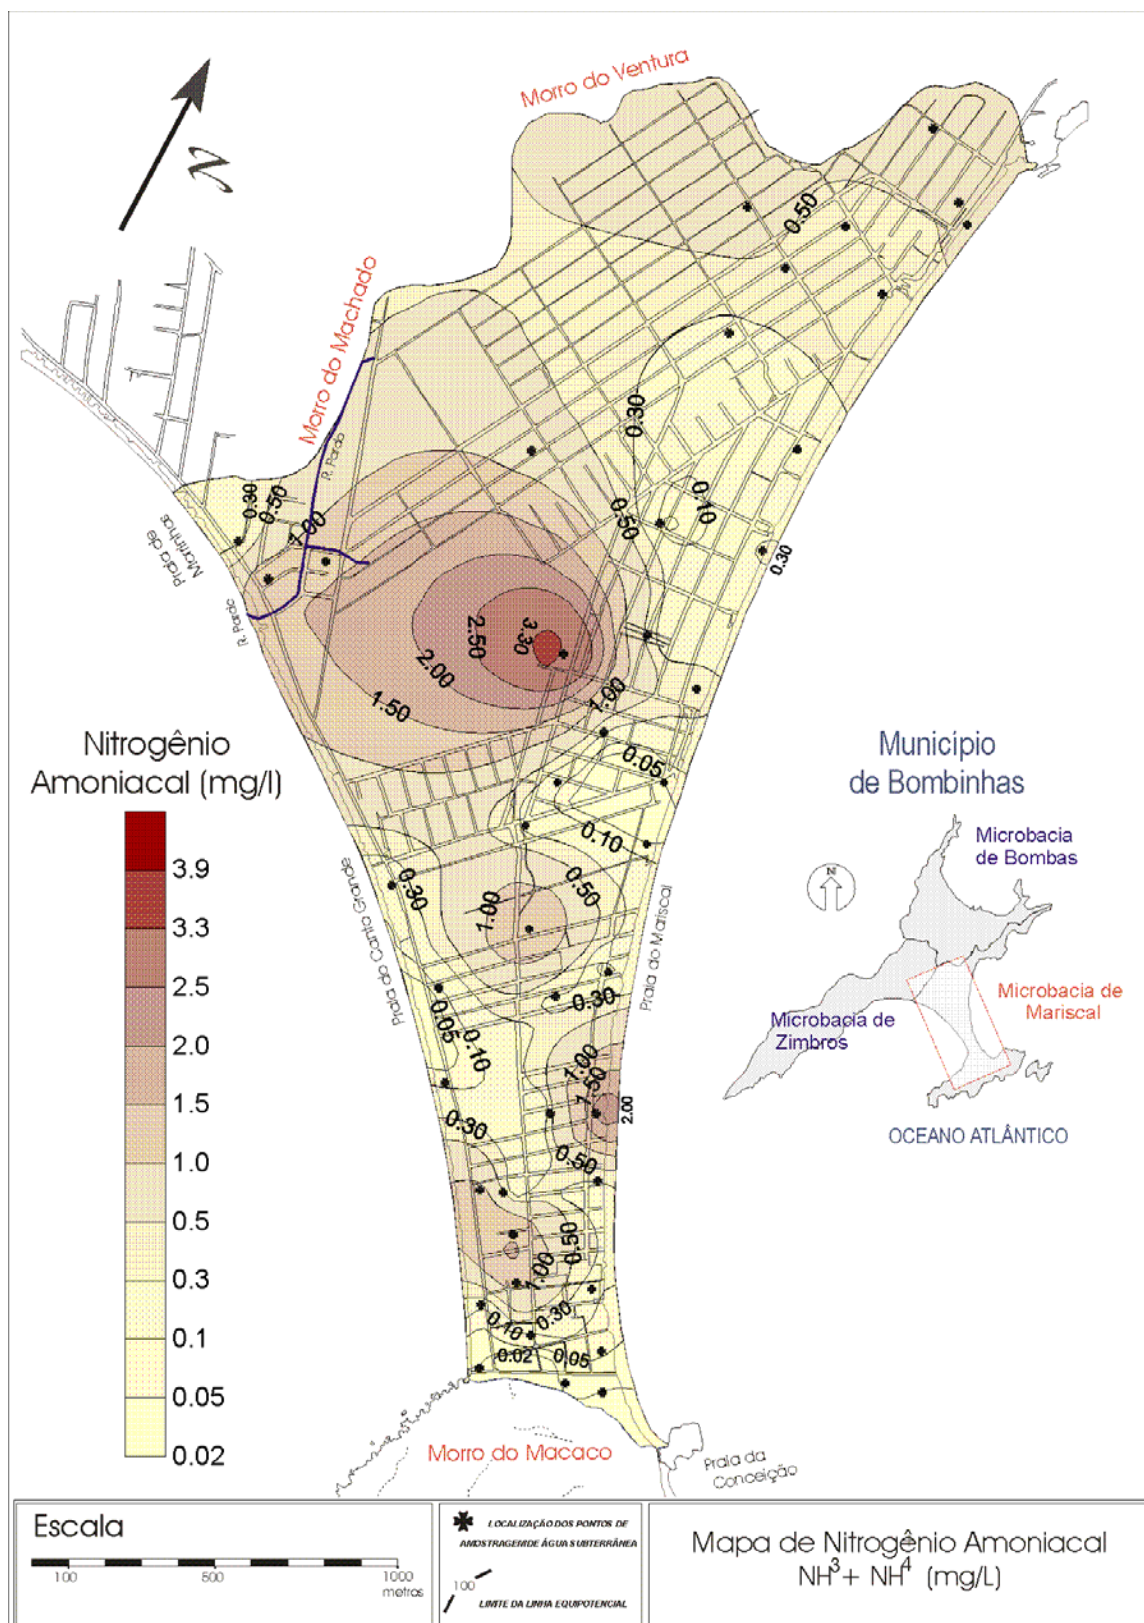 Morro do Ventura
N
0.50
Morro do Machado
R. Pardo
0.30
0.30
0.50
1.00
0.50
0.10
0.30
Praia de
Morrinhos
R. Pardo
3.30
2.50
2.00
1.50
1.00
0.05
0.10
Nitrogênio
Amoniacal (mg/l)
3.9
3.3
2.5
2.0
1.5
1.0
0.5
0.3
0.1
0.05
0.02
Praia do Canto Grande
0.30
1.00
0.50
Praia do Mariscal
0.30
0.05
0.10
1.00
1.50
2.00
0.30
0.50
0.50
1.00
0.30
0.10
0.02
0.05
Município
de Bombinhas
Microbacia
de Bombas
N
Microbacia de
Mariscal
Microbacia de
Zimbros
OCEANO ATLÂNTICO
Morro do Macaco
Praia da
Conceição
Escala
100
500
1000
metros
LOCALIZAÇÃO DOS PONTOS DE
AMOSTRAGEM DE ÁGUA SUBTERRÂNEA
100
LIMITE DA LINHA EQUIPOTENCIAL
Mapa de Nitrogênio Amoniacal
NH³+ NH⁴ (mg/L)